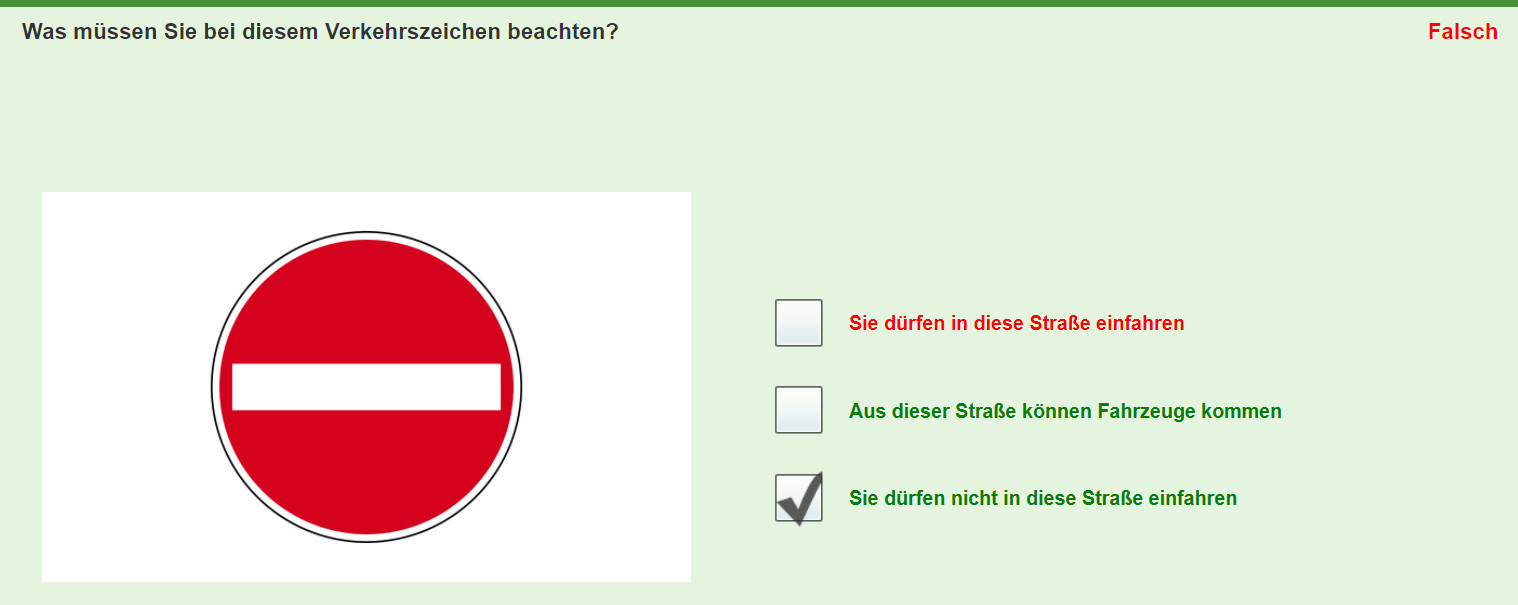 Was müssen Sie bei diesem Verkehrszeichen beachten?
Falsch
Sie dürfen in diese Straße einfahren
Aus dieser Straße können Fahrzeuge kommen
Sie dürfen nicht in diese Straße einfahren